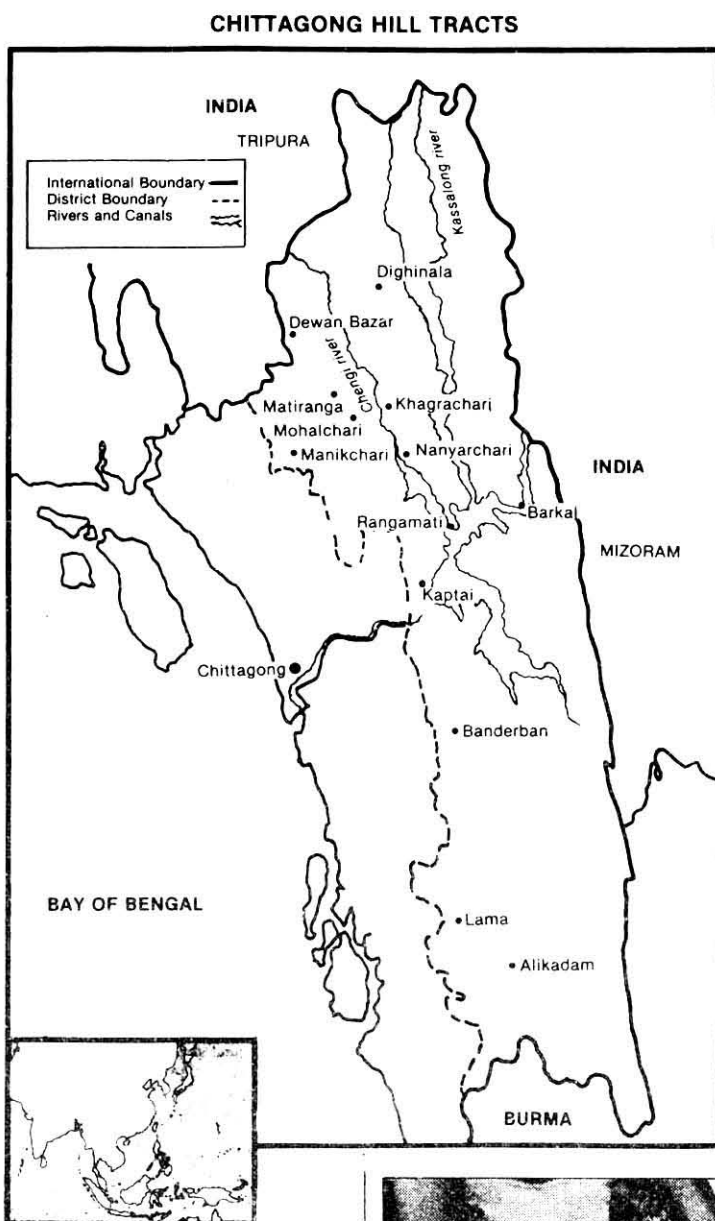 CHITTAGONG HILL TRACTS
INDIA
TRIPURA
International Boundary
District Boundary
Rivers and Canals
Kassalong river
Dighinala
Dewan Bazar
Chengi river
Matiranga
Khagrachari
Mohalchari
Manikchari
Nanyarchari
INDIA
Rangamati
Barkal
MIZORAM
Kaptai
Chittagong
Banderban
BAY OF BENGAL
Lama
Alikadam
BURMA